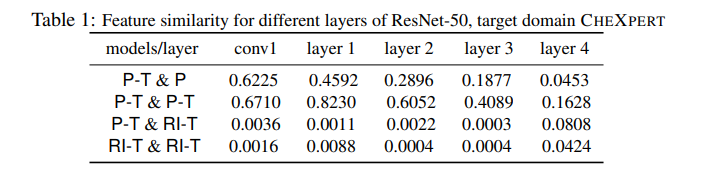 Table 1: Feature similarity for different layers of ResNet-50, target domain CHEXPERT
models/layer conv1 layer 1 layer 2 layer 3 layer 4
P-T & P 0.6225 0.4592 0.2896 0.1877 0.0453
P-T & P-T 0.6710 0.8230 0.6052 0.4089 0.1628
P-T & RI-T 0.0036 0.0011 0.0022 0.0003 0.0808
RI-T & RI-T 0.0016 0.0088 0.0004 0.0004 0.0424